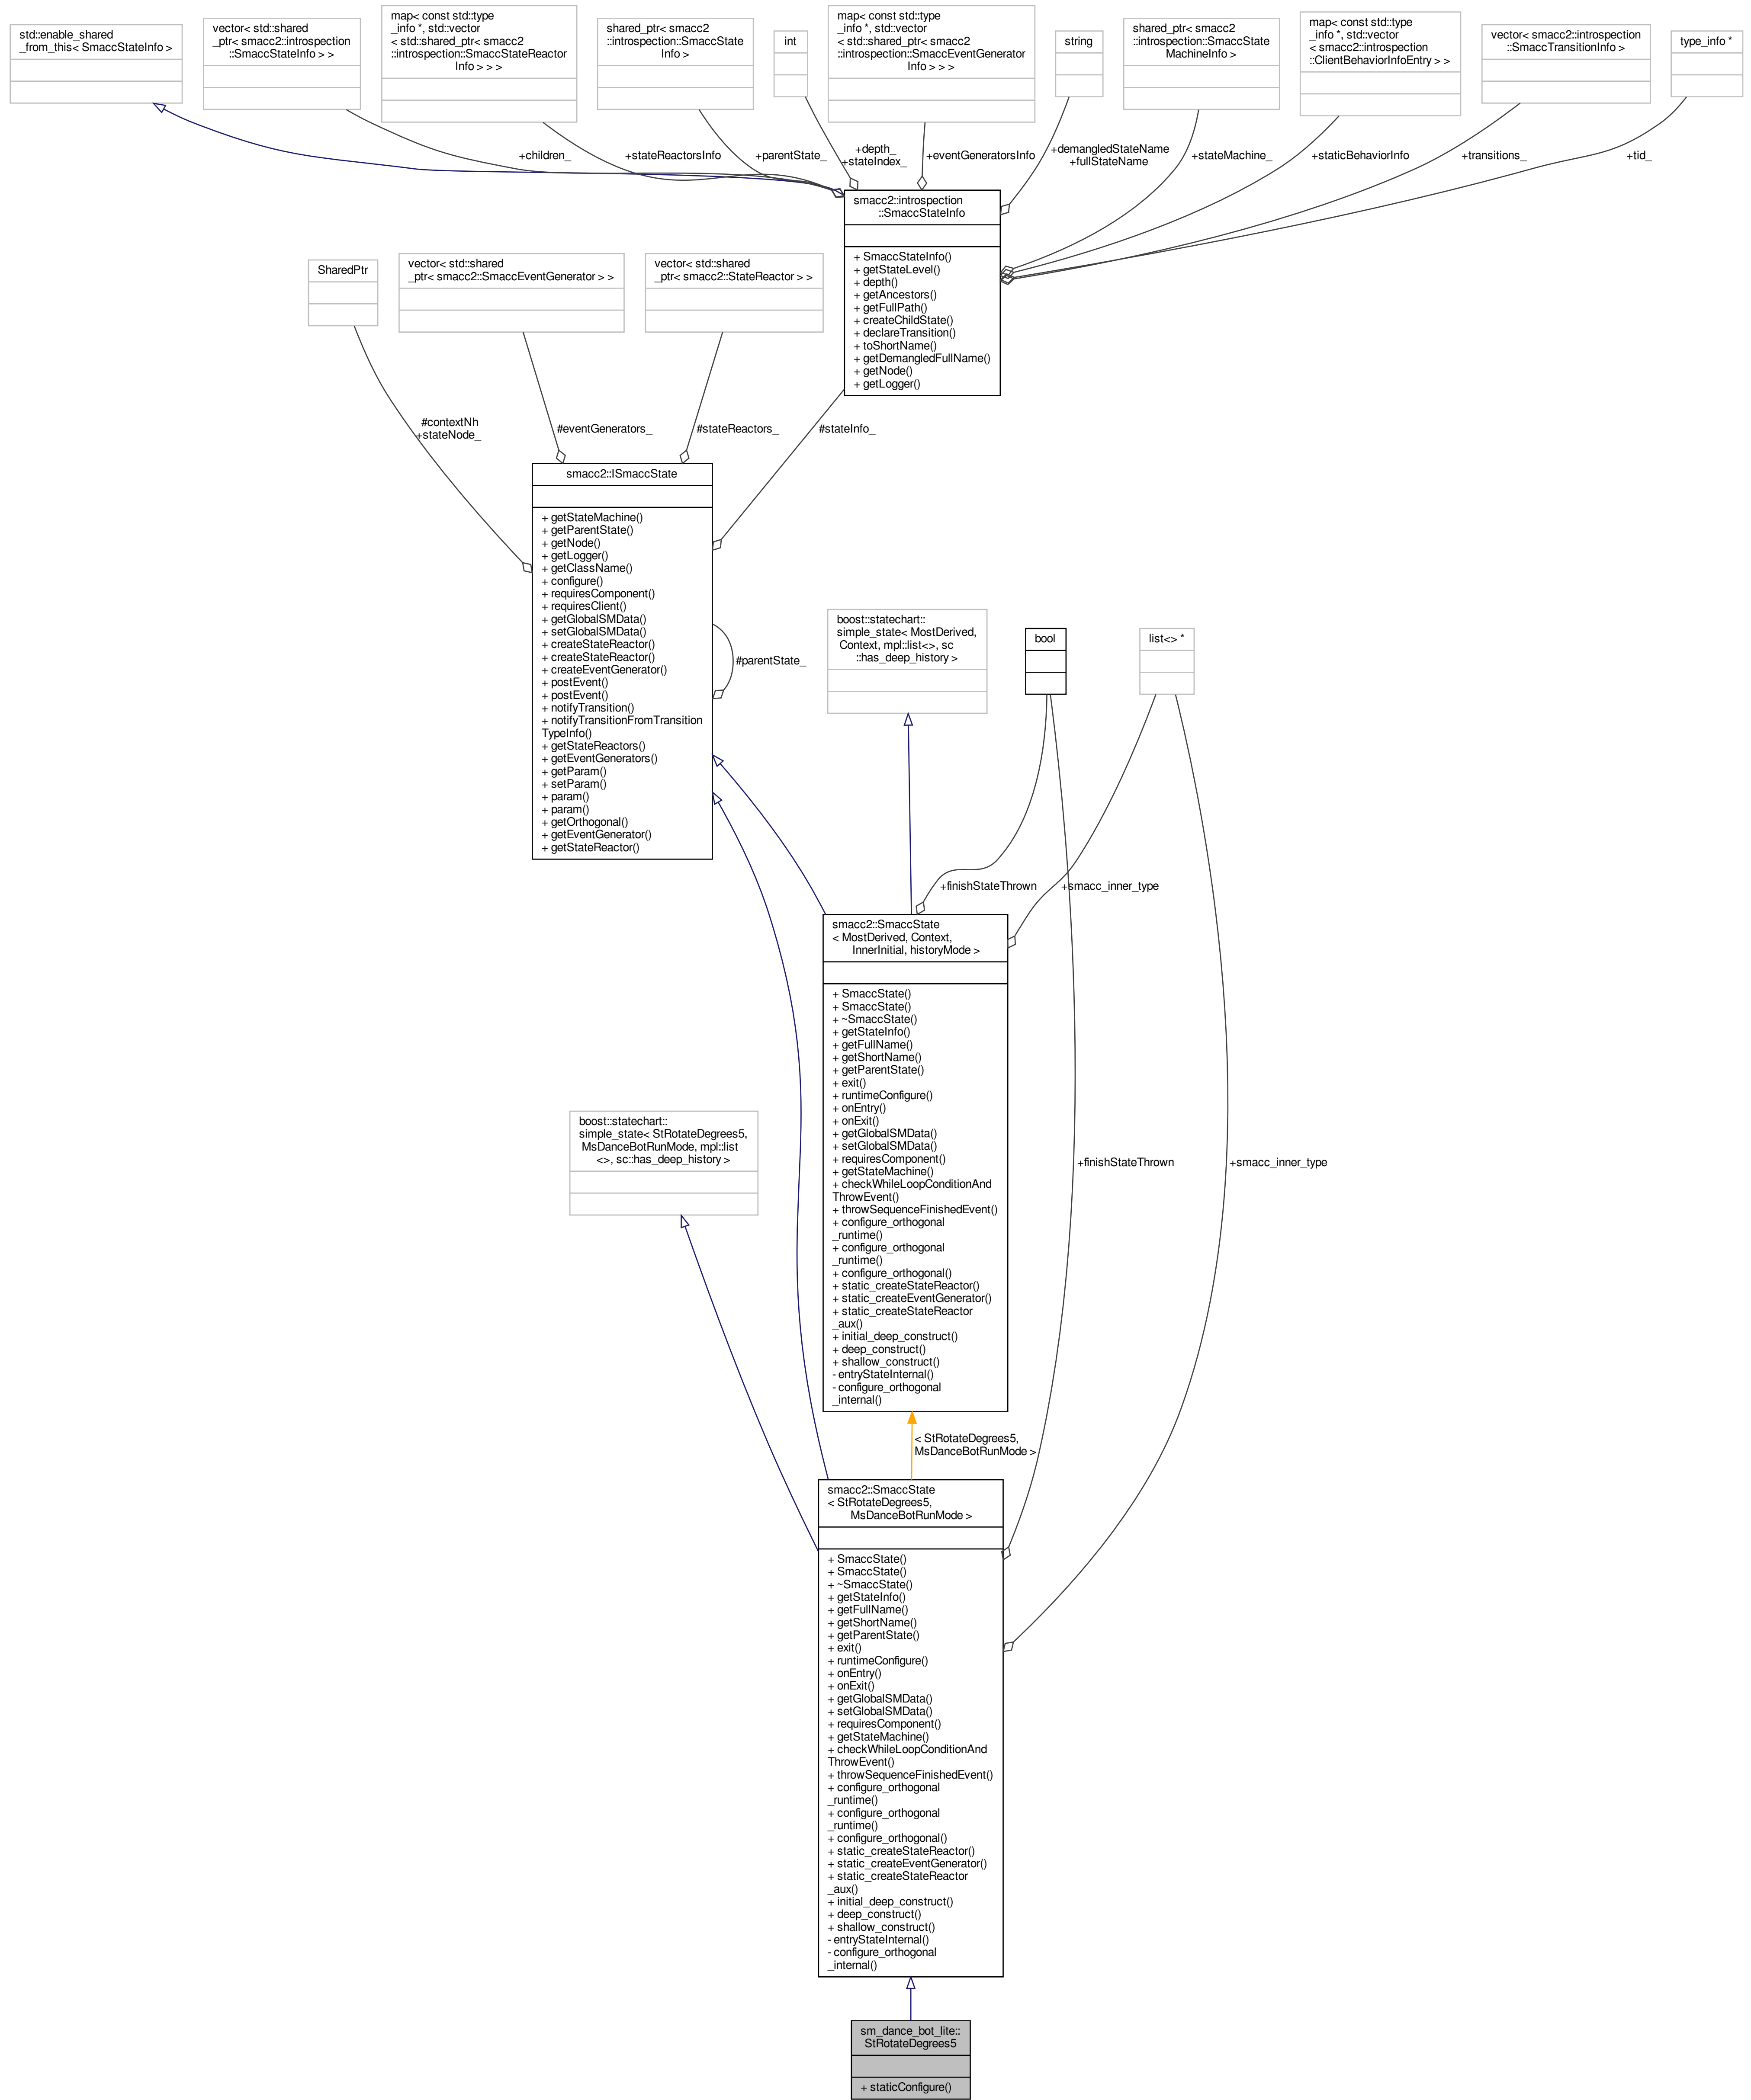 std::enable_shared
_from_this< SmaccStateInfo >
vector< std::shared
_ptr< smacc2::introspection
::SmaccStateInfo > >
map< const std::type
_info *, std::vector
< std::shared_ptr< smacc2
::introspection::SmaccStateReactor
Info > > >
shared_ptr< smacc2
::introspection::SmaccState
Info >
int
map< const std::type
_info *, std::vector
< std::shared_ptr< smacc2
::introspection::SmaccEventGenerator
Info > > >
string
shared_ptr< smacc2
::introspection::SmaccState
MachineInfo >
map< const std::type
_info *, std::vector
< smacc2::introspection
::ClientBehaviorInfoEntry > >
vector< smacc2::introspection
::SmaccTransitionInfo >
type_info *
+children_
+stateReactorsInfo
+parentState_
+depth_
+stateIndex_
+eventGeneratorsInfo
+demangledStateName
+fullStateName
+stateMachine_
+staticBehaviorInfo
+transitions_
+tid_
smacc2::introspection
::SmaccStateInfo
+ SmaccStateInfo()
+ getStateLevel()
+ depth()
+ getAncestors()
+ getFullPath()
+ createChildState()
+ declareTransition()
+ toShortName()
+ getDemangledFullName()
+ getNode()
+ getLogger()
SharedPtr
vector< std::shared
_ptr< smacc2::SmaccEventGenerator > >
vector< std::shared
_ptr< smacc2::StateReactor > >
#contextNh
+stateNode_
#eventGenerators_
#stateReactors_
#stateInfo_
smacc2::ISmaccState
+ getStateMachine()
+ getParentState()
+ getNode()
+ getLogger()
+ getClassName()
+ configure()
+ requiresComponent()
+ requiresClient()
+ getGlobalSMData()
+ setGlobalSMData()
+ createStateReactor()
+ createStateReactor()
+ createEventGenerator()
+ postEvent()
+ postEvent()
+ notifyTransition()
+ notifyTransitionFromTransition
TypeInfo()
+ getStateReactors()
+ getEventGenerators()
+ getParam()
+ setParam()
+ param()
+ param()
+ getOrthogonal()
+ getEventGenerator()
+ getStateReactor()
#parentState_
boost::statechart::
simple_state< MostDerived,
Context, mpl::list<>, sc
::has_deep_history >
bool
list<> *
+finishStateThrown
+smacc_inner_type
smacc2::SmaccState
< MostDerived, Context,
InnerInitial, historyMode >
+ SmaccState()
+ SmaccState()
+ ~SmaccState()
+ getStateInfo()
+ getFullName()
+ getShortName()
+ getParentState()
+ exit()
+ runtimeConfigure()
+ onEntry()
+ onExit()
+ getGlobalSMData()
+ setGlobalSMData()
+ requiresComponent()
+ getStateMachine()
+ checkWhileLoopConditionAnd
ThrowEvent()
+ throwSequenceFinishedEvent()
+ configure_orthogonal
_runtime()
+ configure_orthogonal
_runtime()
+ configure_orthogonal()
+ static_createStateReactor()
+ static_createEventGenerator()
+ static_createStateReactor
_aux()
+ initial_deep_construct()
+ deep_construct()
+ shallow_construct()
- entryStateInternal()
- configure_orthogonal
_internal()
boost::statechart::
simple_state< StRotateDegrees5,
MsDanceBotRunMode, mpl::list
<>, sc::has_deep_history >
+finishStateThrown
+smacc_inner_type
< StRotateDegrees5,
MsDanceBotRunMode >
smacc2::SmaccState
< StRotateDegrees5,
MsDanceBotRunMode >
+ SmaccState()
+ SmaccState()
+ ~SmaccState()
+ getStateInfo()
+ getFullName()
+ getShortName()
+ getParentState()
+ exit()
+ runtimeConfigure()
+ onEntry()
+ onExit()
+ getGlobalSMData()
+ setGlobalSMData()
+ requiresComponent()
+ getStateMachine()
+ checkWhileLoopConditionAnd
ThrowEvent()
+ throwSequenceFinishedEvent()
+ configure_orthogonal
_runtime()
+ configure_orthogonal
_runtime()
+ configure_orthogonal()
+ static_createStateReactor()
+ static_createEventGenerator()
+ static_createStateReactor
_aux()
+ initial_deep_construct()
+ deep_construct()
+ shallow_construct()
- entryStateInternal()
- configure_orthogonal
_internal()
sm_dance_bot_lite::
StRotateDegrees5
+ staticConfigure()